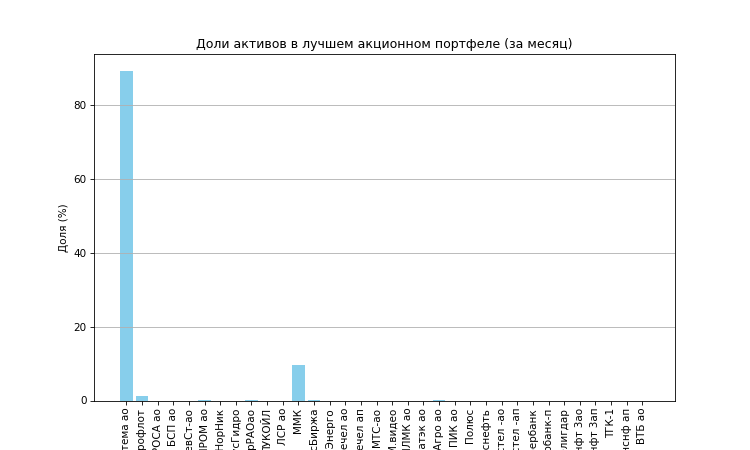 Доли активов в лучшем акционном портфеле (за месяц)
Доля (%)
80
60
40
20
0
тема ао
рофлот
РОСА ао
БСП ао
евСт-ао
ПРОМ ао
НорНик
сГидро
рРАОао
ЛУКОЙЛ
ЛСР ао
ММК
сБиржа
Энерго
ечел ао
ечел ап
МТС-ао
М.видео
ЛМК ао
атэк ао
Агро ао
ПИК ао
Полюс
снефть
стел -ао
стел -ап
ербанк
рбанк-п
лигдар
нфт 3ао
нфт 3ап
ТГК-1
нснф ап
ВТБ ао